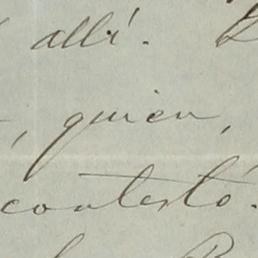 allí.
, quien,
contestó.